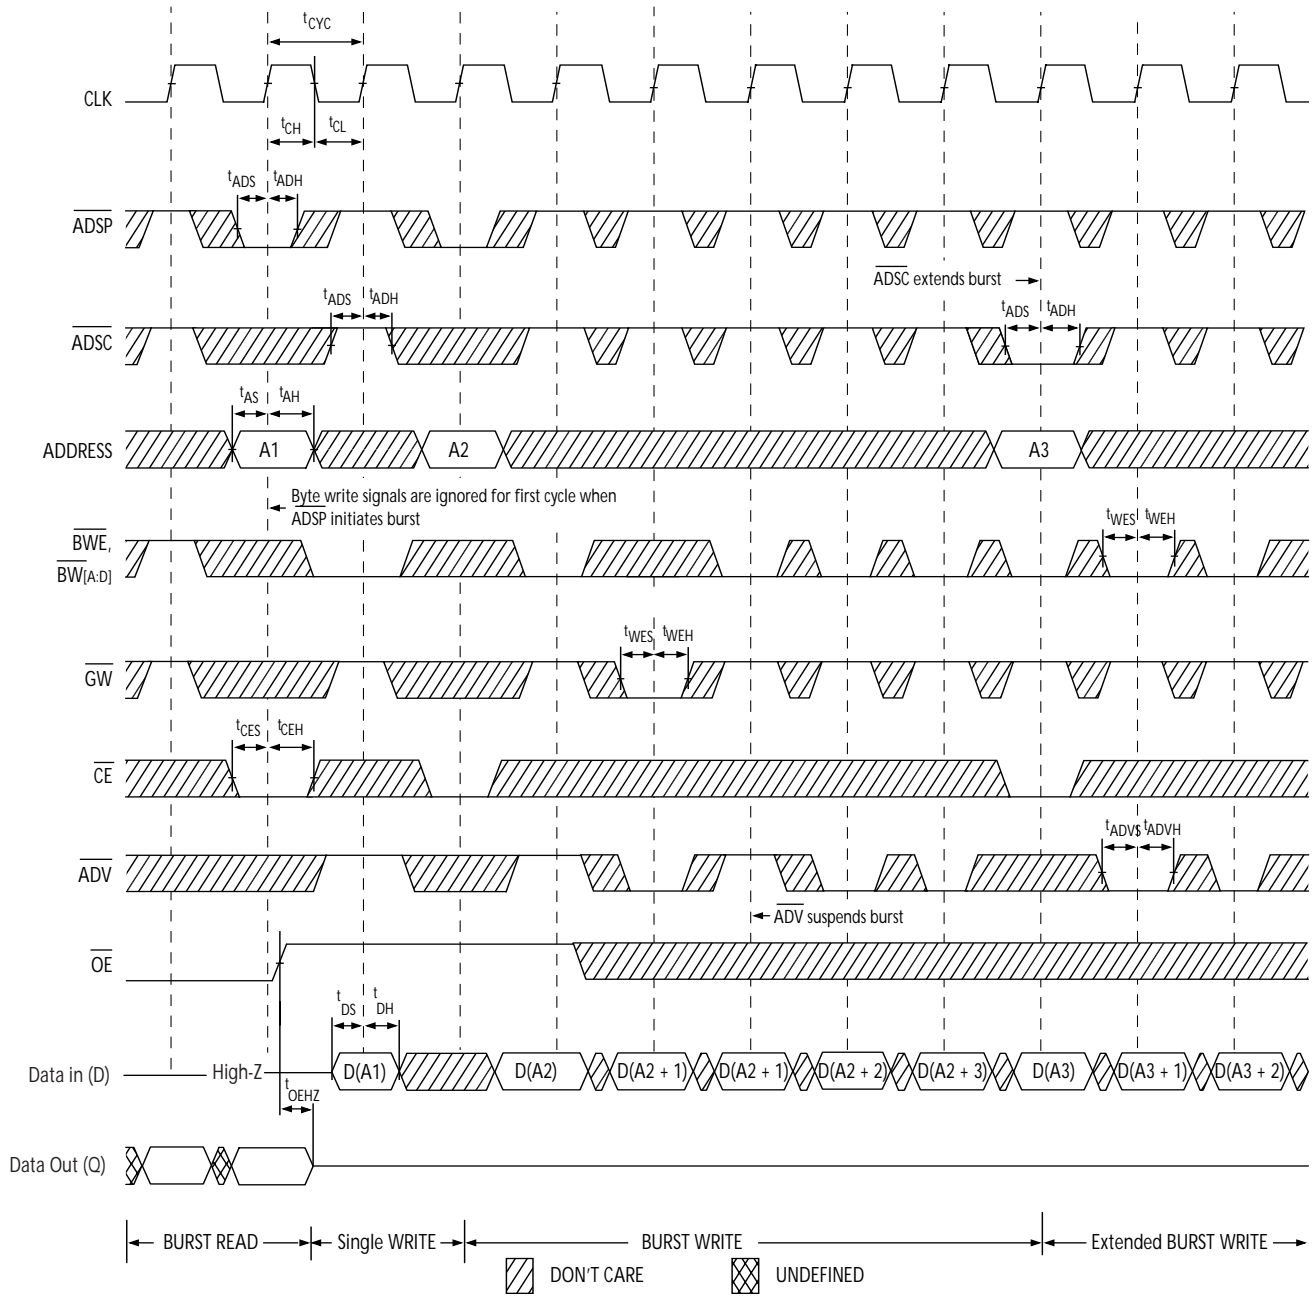 tCYC
CLK
tCH tCL
tADS tADH
ADSP
ADSC extends burst
tADS tADH
tADS tADH
ADSC
tAS tAH
ADDRESS
A1 A2 A3
Byte write signals are ignored for first cycle when
ADSP initiates burst
BWE,
BW[A:D]
tWES tWEH
tWES tWEH
GW
tCES tCEH
CE
tADVS tADVH
ADV
ADV suspends burst
OE
tDS tDH
Data in (D) High-Z D(A1) D(A2) D(A2 + 1) D(A2 + 1) D(A2 + 2) D(A2 + 3) D(A3) D(A3 + 1) D(A3 + 2)
tOEHZ
Data Out (Q)
BURST READ Single WRITE BURST WRITE Extended BURST WRITE
DON'T CARE UNDEFINED